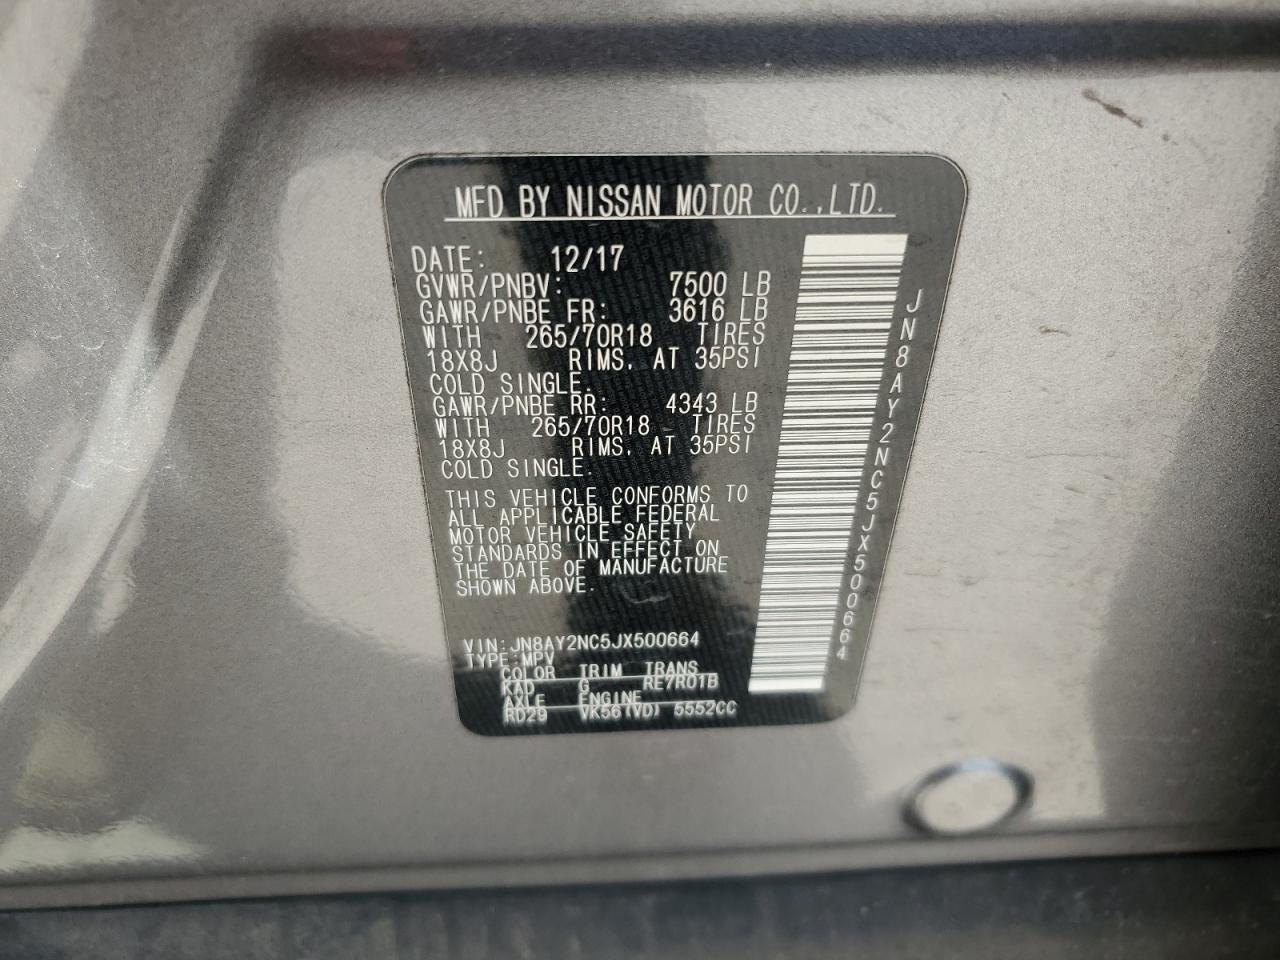 MFD BY NISSAN MOTOR CO.,LTD.
DATE: 12/17
GVWR/PNBV: 7500 LB
GAWR/PNBE FR: 3616 LB
WITH 265/70R18 TIRES
18X8J RIMS, AT 35PSI
COLD SINGLE.
GAWR/PNBE RR: 4343 LB
WITH 265/70R18 TIRES
18X8J RIMS, AT 35PSI
COLD SINGLE.
THIS VEHICLE CONFORMS TO
ALL APPLICABLE FEDERAL
MOTOR VEHICLE SAFETY
STANDARDS IN EFFECT ON
THE DATE OF MANUFACTURE
SHOWN ABOVE.
VIN:JN8AY2NC5JX500664
TYPE:MPV
COLOR TRIM TRANS
KAD G RE7R01B
AXLE ENGINE
RD29 VK56(VD) 5552CC
JN8AY2NC5JX500664